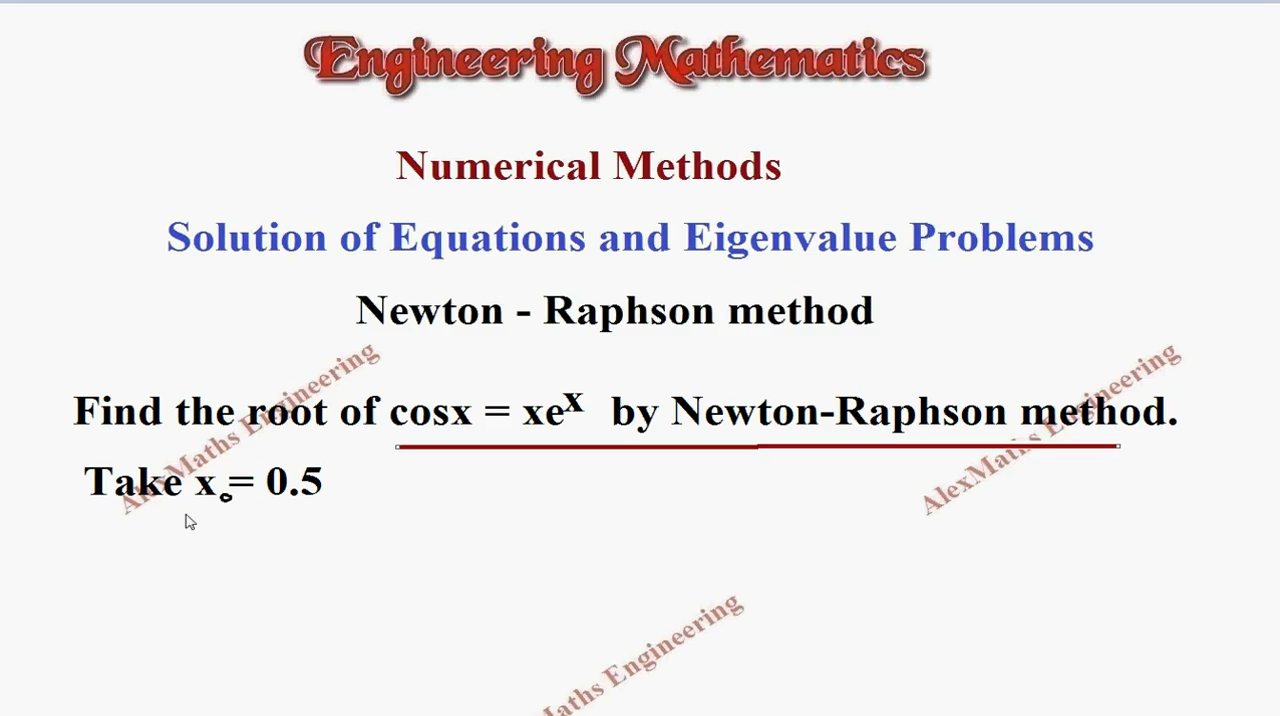 Engineering Mathematics
Numerical Methods
Solution of Equations and Eigenvalue Problems
Newton - Raphson method
Find the root of cosx = xeˣ by Newton-Raphson method.
Take x₀= 0.5
AlexMaths Engineering
AlexMaths Engineering
Maths Engineering